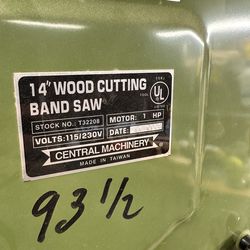 14" WOOD CUTTING
BAND SAW
STOCK NO.: T32208
MOTOR: 1 HP
VOLTS: 115/230V
DATE:
CENTRAL MACHINERY
MADE IN TAIWAN
UL
93 1/2